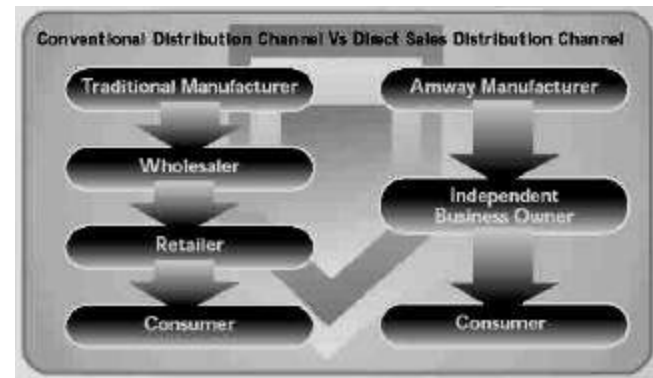 Conventional Distribution Channel Vs Direct Sales Distribution Channel
Traditional Manufacturer
Wholesaler
Retailer
Consumer
Amway Manufacturer
Independent
Business Owner
Consumer